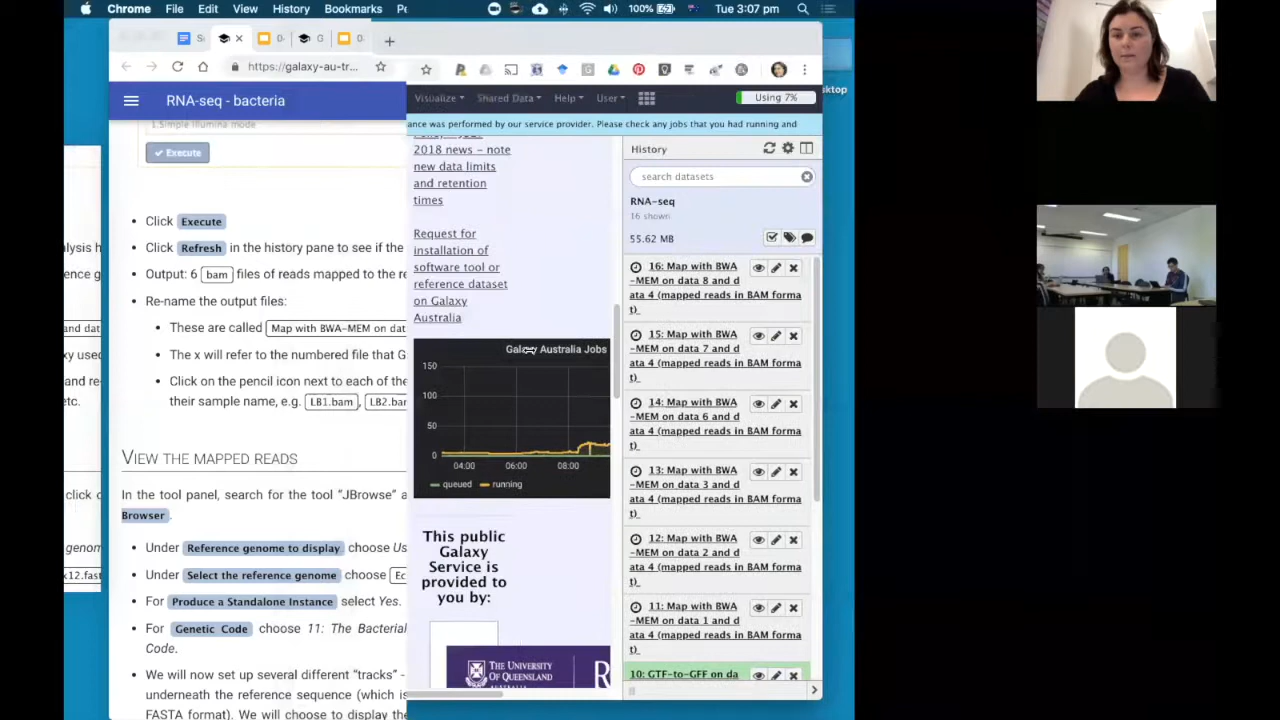 Chrome File Edit View History Bookmarks 100% Tue 3:07 pm
https://galaxy-au-tr...
RNA-seq - bacteria
Visualize Shared Data Help User Using 7%
ance was performed by our service provider. Please check any jobs that you had running and
1.Simple Illumina mode
Execute
Click Execute
Click Refresh in the history pane to see if the
Output: 6 bam files of reads mapped to the re
Re-name the output files:
These are called Map with BWA-MEM on dat
The x will refer to the numbered file that G
Click on the pencil icon next to each of the
their sample name, e.g. LB1.bam, LB2.bar
VIEW THE MAPPED READS
In the tool panel, search for the tool “JBrowse” a
Browser.
Under Reference genome to display choose Us
Under Select the reference genome choose Ec
For Produce a Standalone Instance select Yes.
For Genetic Code choose 11: The Bacterial
Code.
We will now set up several different “tracks” -
underneath the reference sequence (which is
FASTA format). We will choose to display the
2018 news – note
new data limits
and retention
times
Request for
installation of
software tool or
reference dataset
on Galaxy
Australia
Galaxy Australia Jobs
150
100
50
0
04:00 06:00 08:00
queued running
This public
Galaxy
Service is
provided to
you by:
THE UNIVERSITY
OF QUEENSLAND
AUSTRALIA
History
search datasets
RNA-seq
16 shown
55.62 MB
16: Map with BWA
-MEM on data 8 and d
ata 4 (mapped reads in BAM forma
t)
15: Map with BWA
-MEM on data 7 and d
ata 4 (mapped reads in BAM forma
t)
14: Map with BWA
-MEM on data 6 and d
ata 4 (mapped reads in BAM forma
t)
13: Map with BWA
-MEM on data 3 and d
ata 4 (mapped reads in BAM forma
t)
12: Map with BWA
-MEM on data 2 and d
ata 4 (mapped reads in BAM forma
t)
11: Map with BWA
-MEM on data 1 and d
ata 4 (mapped reads in BAM forma
t)
10: GTF-to-GFF on da